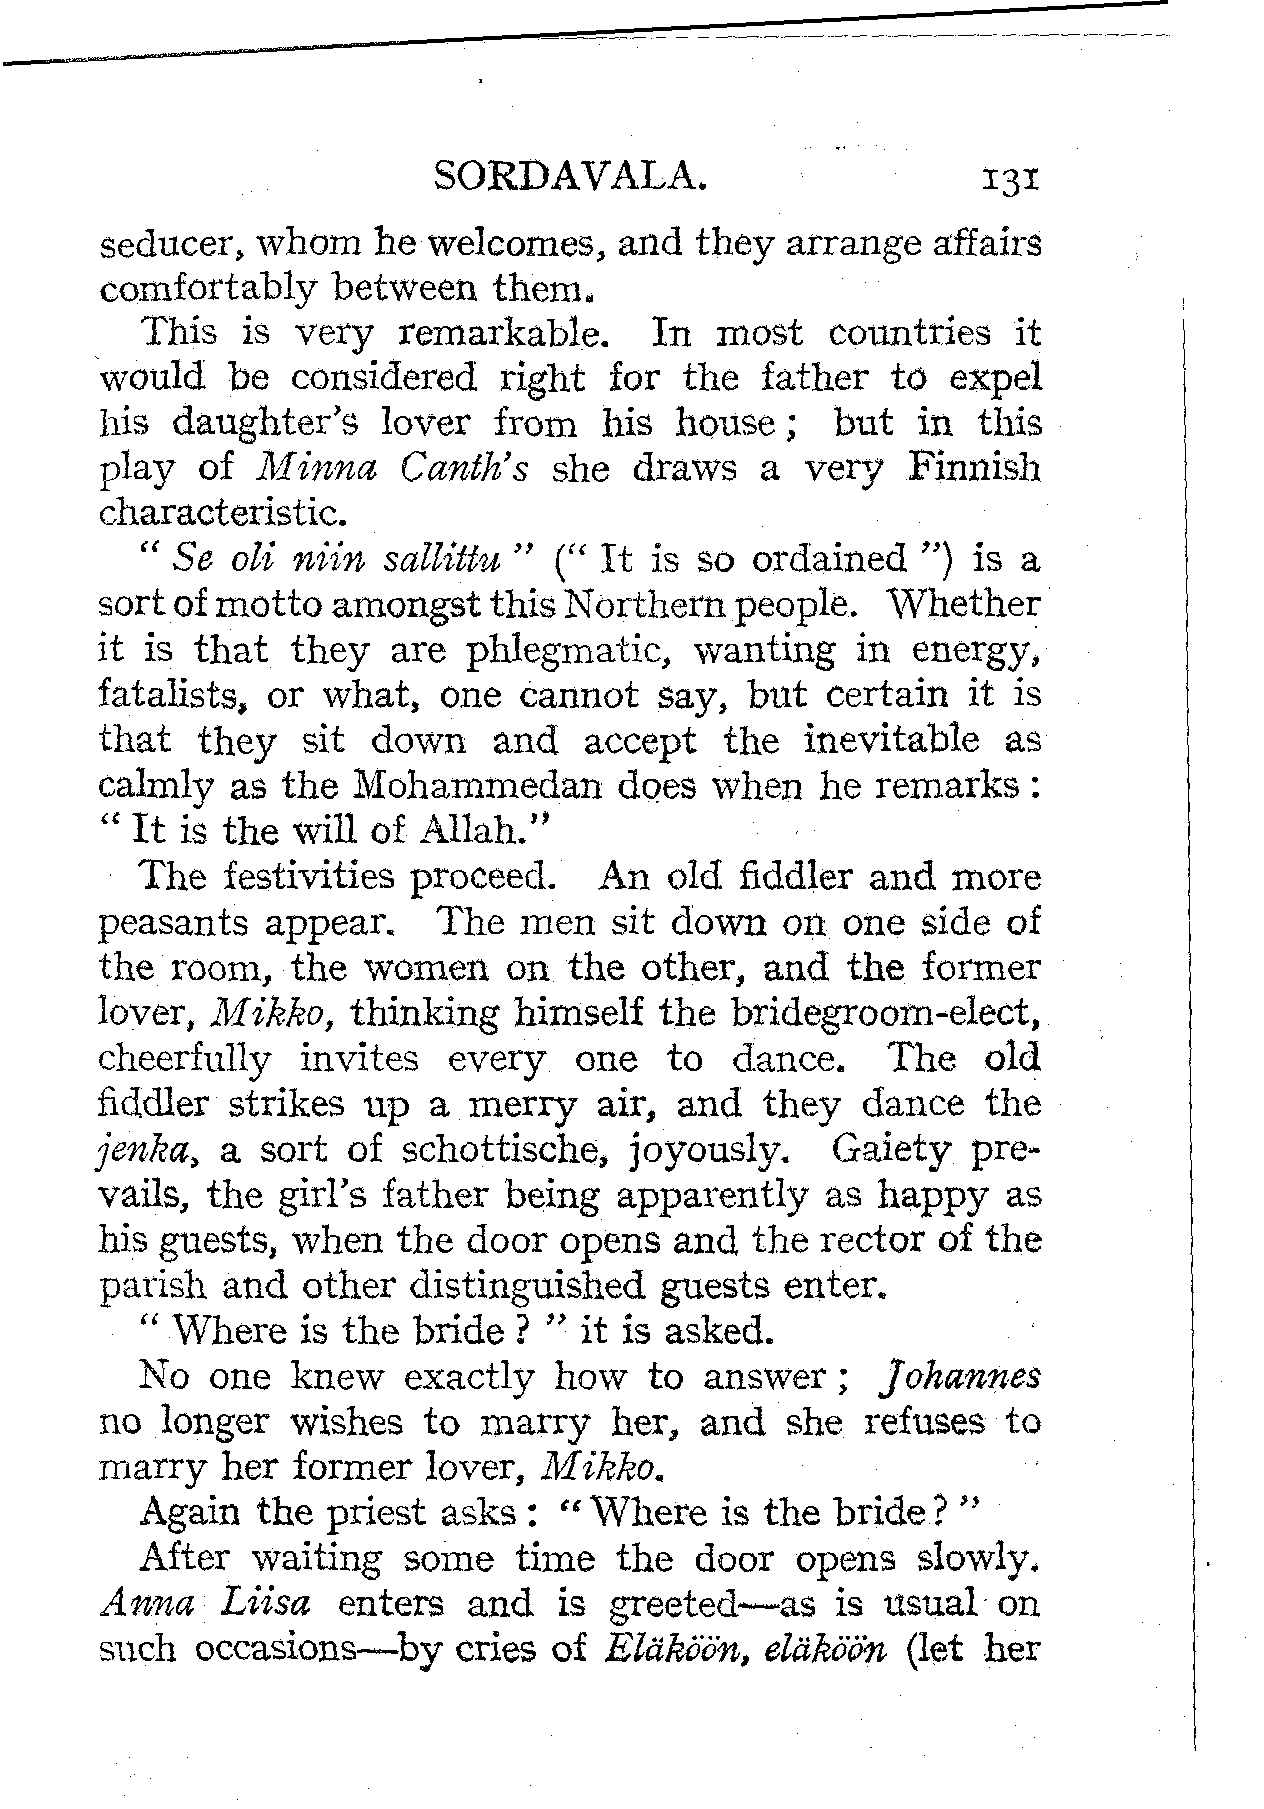 SORDAVALA. 131
seducer, whom he welcomes, and they arrange affairs
comfortably between them.
This is very remarkable. In most countries it
would be considered right for the father to expel
his daughter's lover from his house; but in this
play of Minna Canth's she draws a very Finnish
characteristic.
" Se oli niin sallittu " (" It is so ordained ") is a
sort of motto amongst this Northern people. Whether
it is that they are phlegmatic, wanting in energy,
fatalists, or what, one cannot say, but certain it is
that they sit down and accept the inevitable as
calmly as the Mohammedan does when he remarks :
" It is the will of Allah."
The festivities proceed. An old fiddler and more
peasants appear. The men sit down on one side of
the room, the women on the other, and the former
lover, Mikko, thinking himself the bridegroom-elect,
cheerfully invites every one to dance. The old
fiddler strikes up a merry air, and they dance the
jenka, a sort of schottische, joyously. Gaiety pre-
vails, the girl's father being apparently as happy as
his guests, when the door opens and the rector of the
parish and other distinguished guests enter.
" Where is the bride ? " it is asked.
No one knew exactly how to answer ; Johannes
no longer wishes to marry her, and she refuses to
marry her former lover, Mikko.
Again the priest asks : " Where is the bride ? "
After waiting some time the door opens slowly.
Anna Liisa enters and is greeted—as is usual on
such occasions—by cries of Eläköön, eläköön (let her